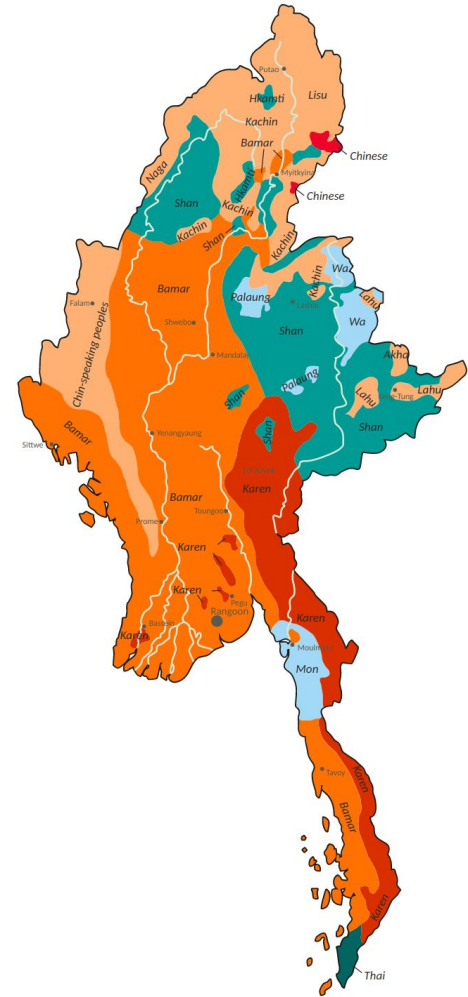 Putao
Lisu
Hkamti
Kachin
Bamar
Chinese
Myitkyina
Naga
Hkamti
Chinese
Shan
Kachin
Kachin
Shan
Kachin
Wa
Kachin
Bamar
Palaung
Lahu
Falam
Shwebo
Shan
Wa
Chin-speaking peoples
Mandalay
Akha
Palaung
Lahu
Lahu
Shan
Shan
Bamar
Shan
Yenangyaung
Sittwe
Karen
Bamar
Toungoo
Prome
Karen
Karen
Pegu
Rangoon
Karen
Bassein
Karen
Mon
Karen
Tavoy
Bamar
Karen
Thai